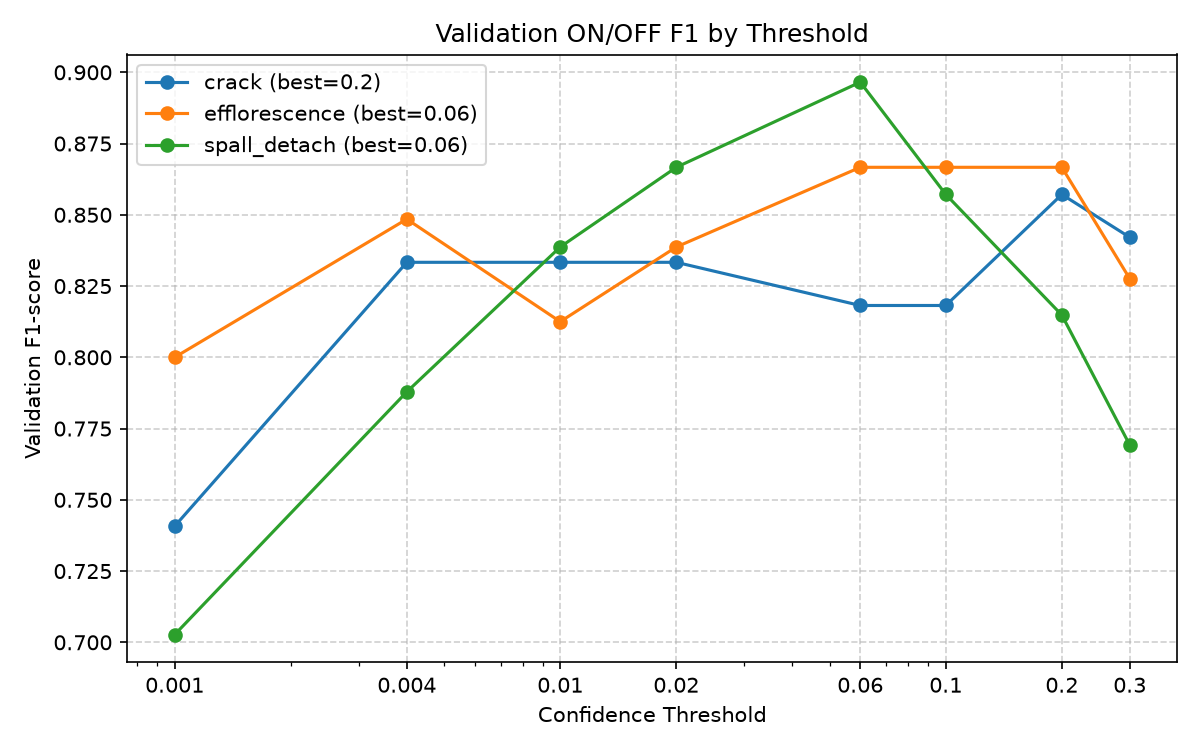 Validation ON/OFF F1 by Threshold
crack (best=0.2)
efflorescence (best=0.06)
spall_detach (best=0.06)
Validation F1-score
0.900
0.875
0.850
0.825
0.800
0.775
0.750
0.725
0.700
0.001 0.004 0.01 0.02 0.06 0.1 0.2 0.3
Confidence Threshold